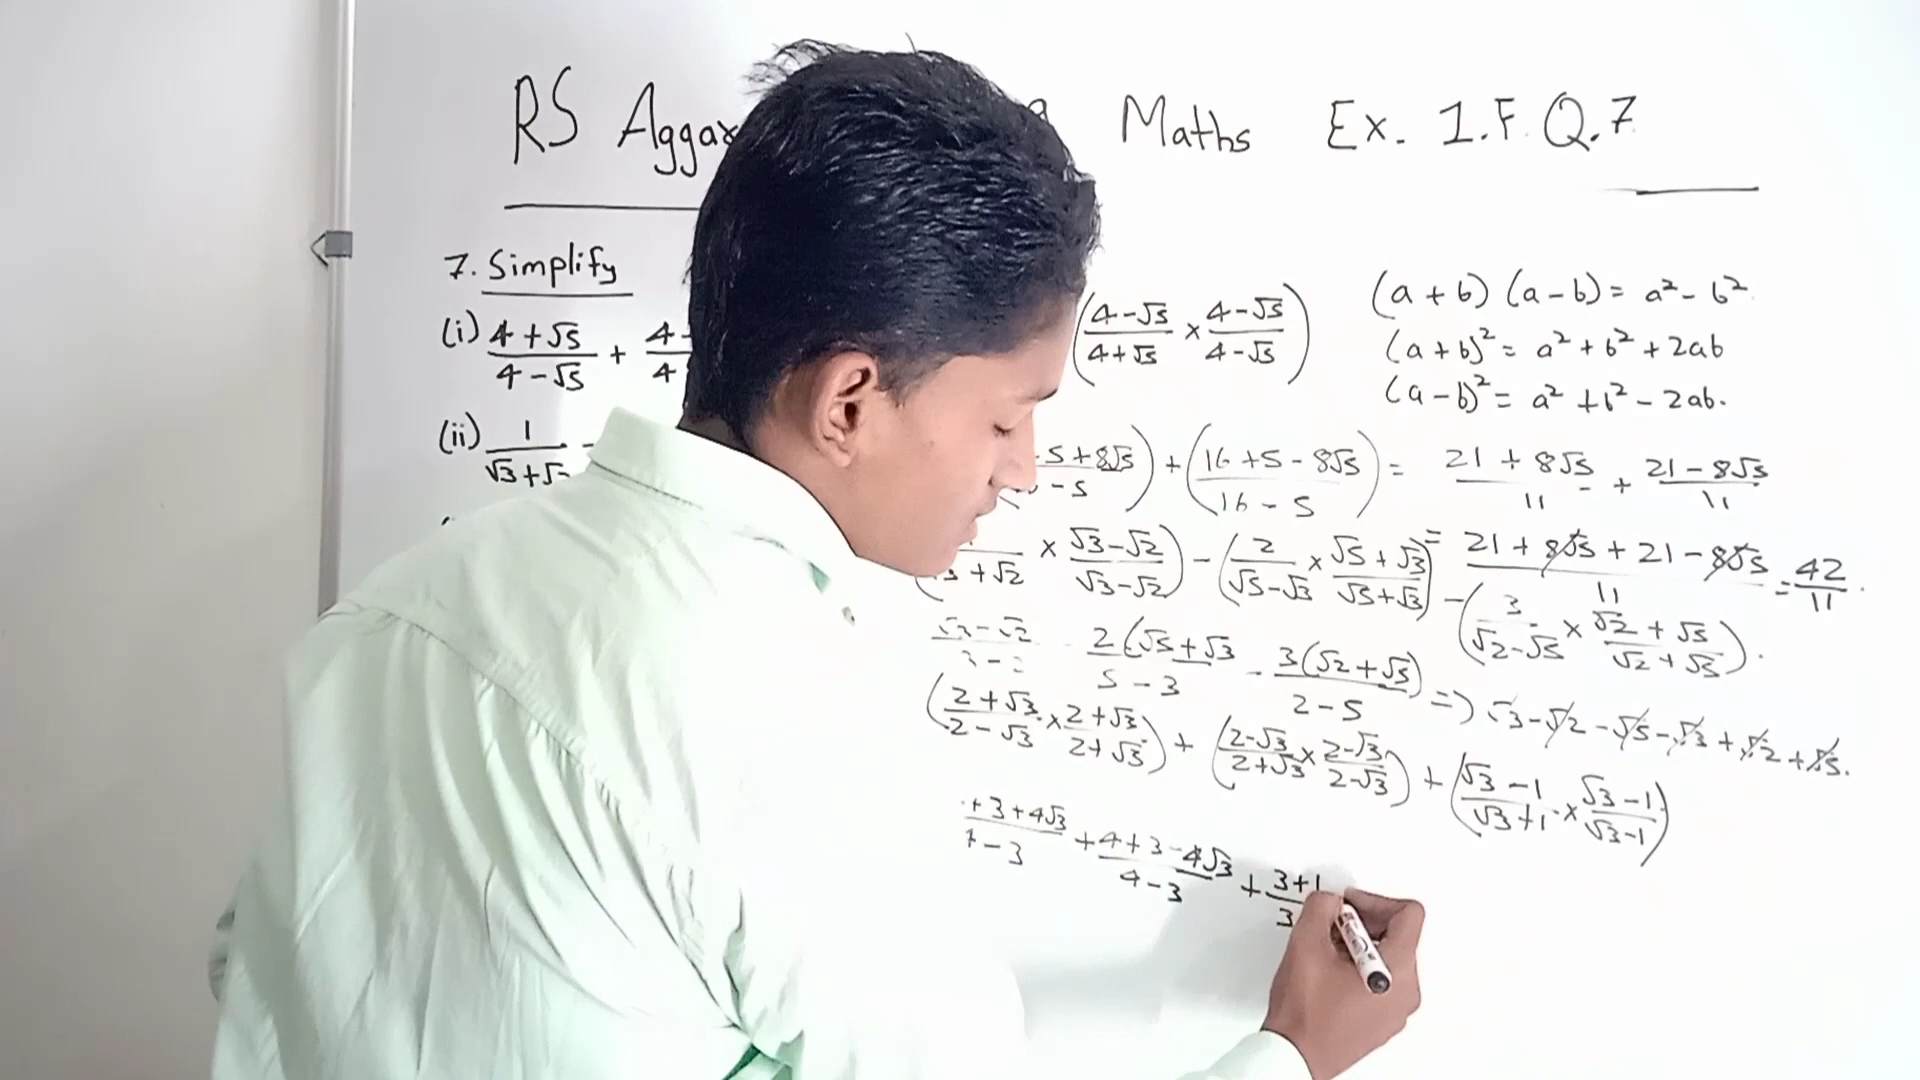 RS Aggar Maths Ex. 1.F Q.7
7. Simplify
(i) 4+√5 / 4-√5 + 4- / 4
(4-√5 / 4+√5 × 4-√5 / 4-√5)
(a+b) (a-b) = a² - b²
(a+b)² = a² + b² + 2ab
(a-b)² = a² + b² - 2ab.
(ii) 1 / √3+√
5+8√5 / -5) + (16+5-8√5 / 16-5) = 21+8√5 / 11 + 21-8√5 / 11
= 21+8√5+21-8√5 / 11 = 42 / 11.
+√2 × √3-√2 / √3-√2) - (2 / √5-√3 × √5+√3 / √5+√3) - (3 / √2-√5 × √2+√5 / √2+√5).
√3-√2 / 3-2 - 2(√5+√3 / 5-3 - 3(√2+√5) / 2-5 => √3-√2-√5-√3+√2+√5.
(2+√3 / 2-√3 × 2+√3 / 2+√3) + (2-√3 / 2+√3 × 2-√3 / 2-√3) + (√3-1 / √3+1 × √3-1 / √3-1)
+3+4√3 / 4-3 + 4+3-4√3 / 4-3 + 3+1 / 3